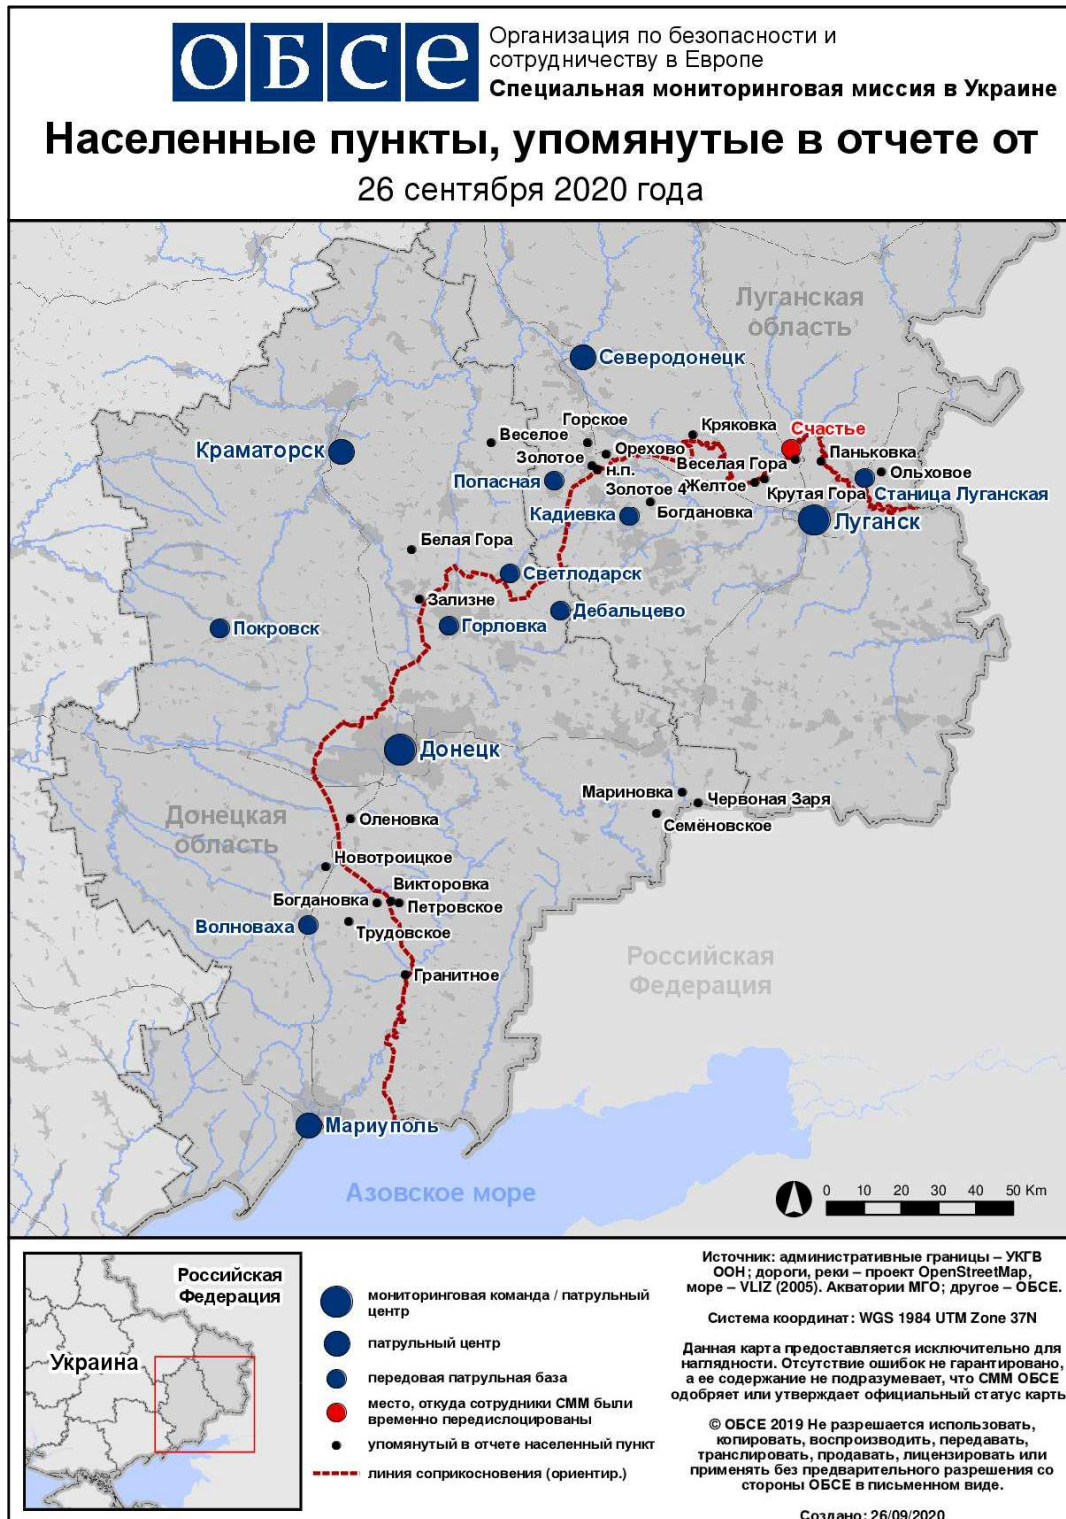 ОБСЕ
Организация по безопасности и
сотрудничеству в Европе
Специальная мониторинговая миссия в Украине
Населенные пункты, упомянутые в отчете от
26 сентября 2020 года
Луганская
область
Северодонецк
Горское
Кряковка
Счастье
Веселое
Краматорск
Орехово
Паньковка
Золотое
н.п.
Веселая Гора
Ольховое
Попасная
Золотое 4
Желтое
Крутая Гора
Станица Луганская
Кадиевка
Богдановка
Луганск
Белая Гора
Светлодарск
Зализне
Дебальцево
Покровск
Горловка
Донецк
Мариновка
Червоная Заря
Донецкая
область
Оленовка
Семёновское
Новотроицкое
Викторовка
Богдановка
Петровское
Волноваха
Трудовское
Российская
Федерация
Гранитное
Мариуполь
Азовское море
0 10 20 30 40 50 Km
Российская
Федерация
Украина
мониторинговая команда / патрульный
центр
патрульный центр
передовая патрульная база
место, откуда сотрудники СММ были
временно передислоцированы
упомянутый в отчете населенный пункт
линия соприкосновения (ориентир.)
Источник: административные границы – УКГВ
ООН; дороги, реки – проект OpenStreetMap,
море – VLIZ (2005). Акватории МГО; другое – ОБСЕ.
Система координат: WGS 1984 UTM Zone 37N
Данная карта предоставляется исключительно для
наглядности. Отсутствие ошибок не гарантировано,
а ее содержание не подразумевает, что СММ ОБСЕ
одобряет или утверждает официальный статус карты
© ОБСЕ 2019 Не разрешается использовать,
копировать, воспроизводить, передавать,
транслировать, продавать, лицензировать или
применять без предварительного разрешения со
стороны ОБСЕ в письменном виде.
Создано: 26/09/2020